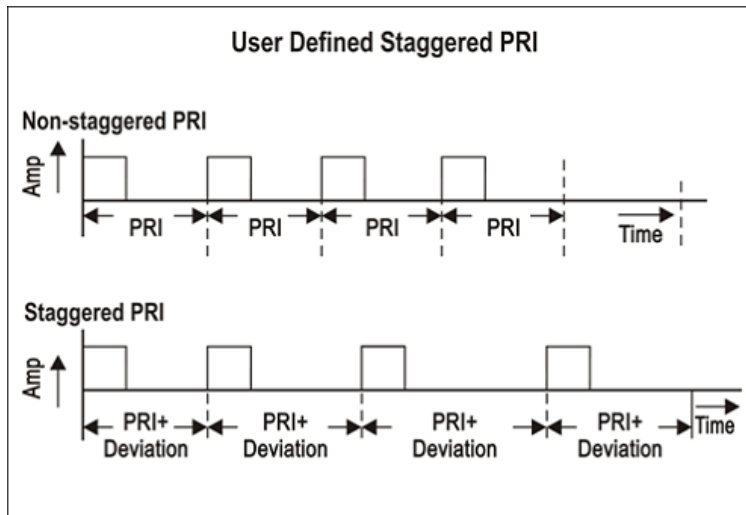 User Defined Staggered PRI
Non-staggered PRI
Amp
PRI PRI PRI PRI Time
Staggered PRI
Amp
PRI+ PRI+ PRI+ PRI+ Time
Deviation Deviation Deviation Deviation